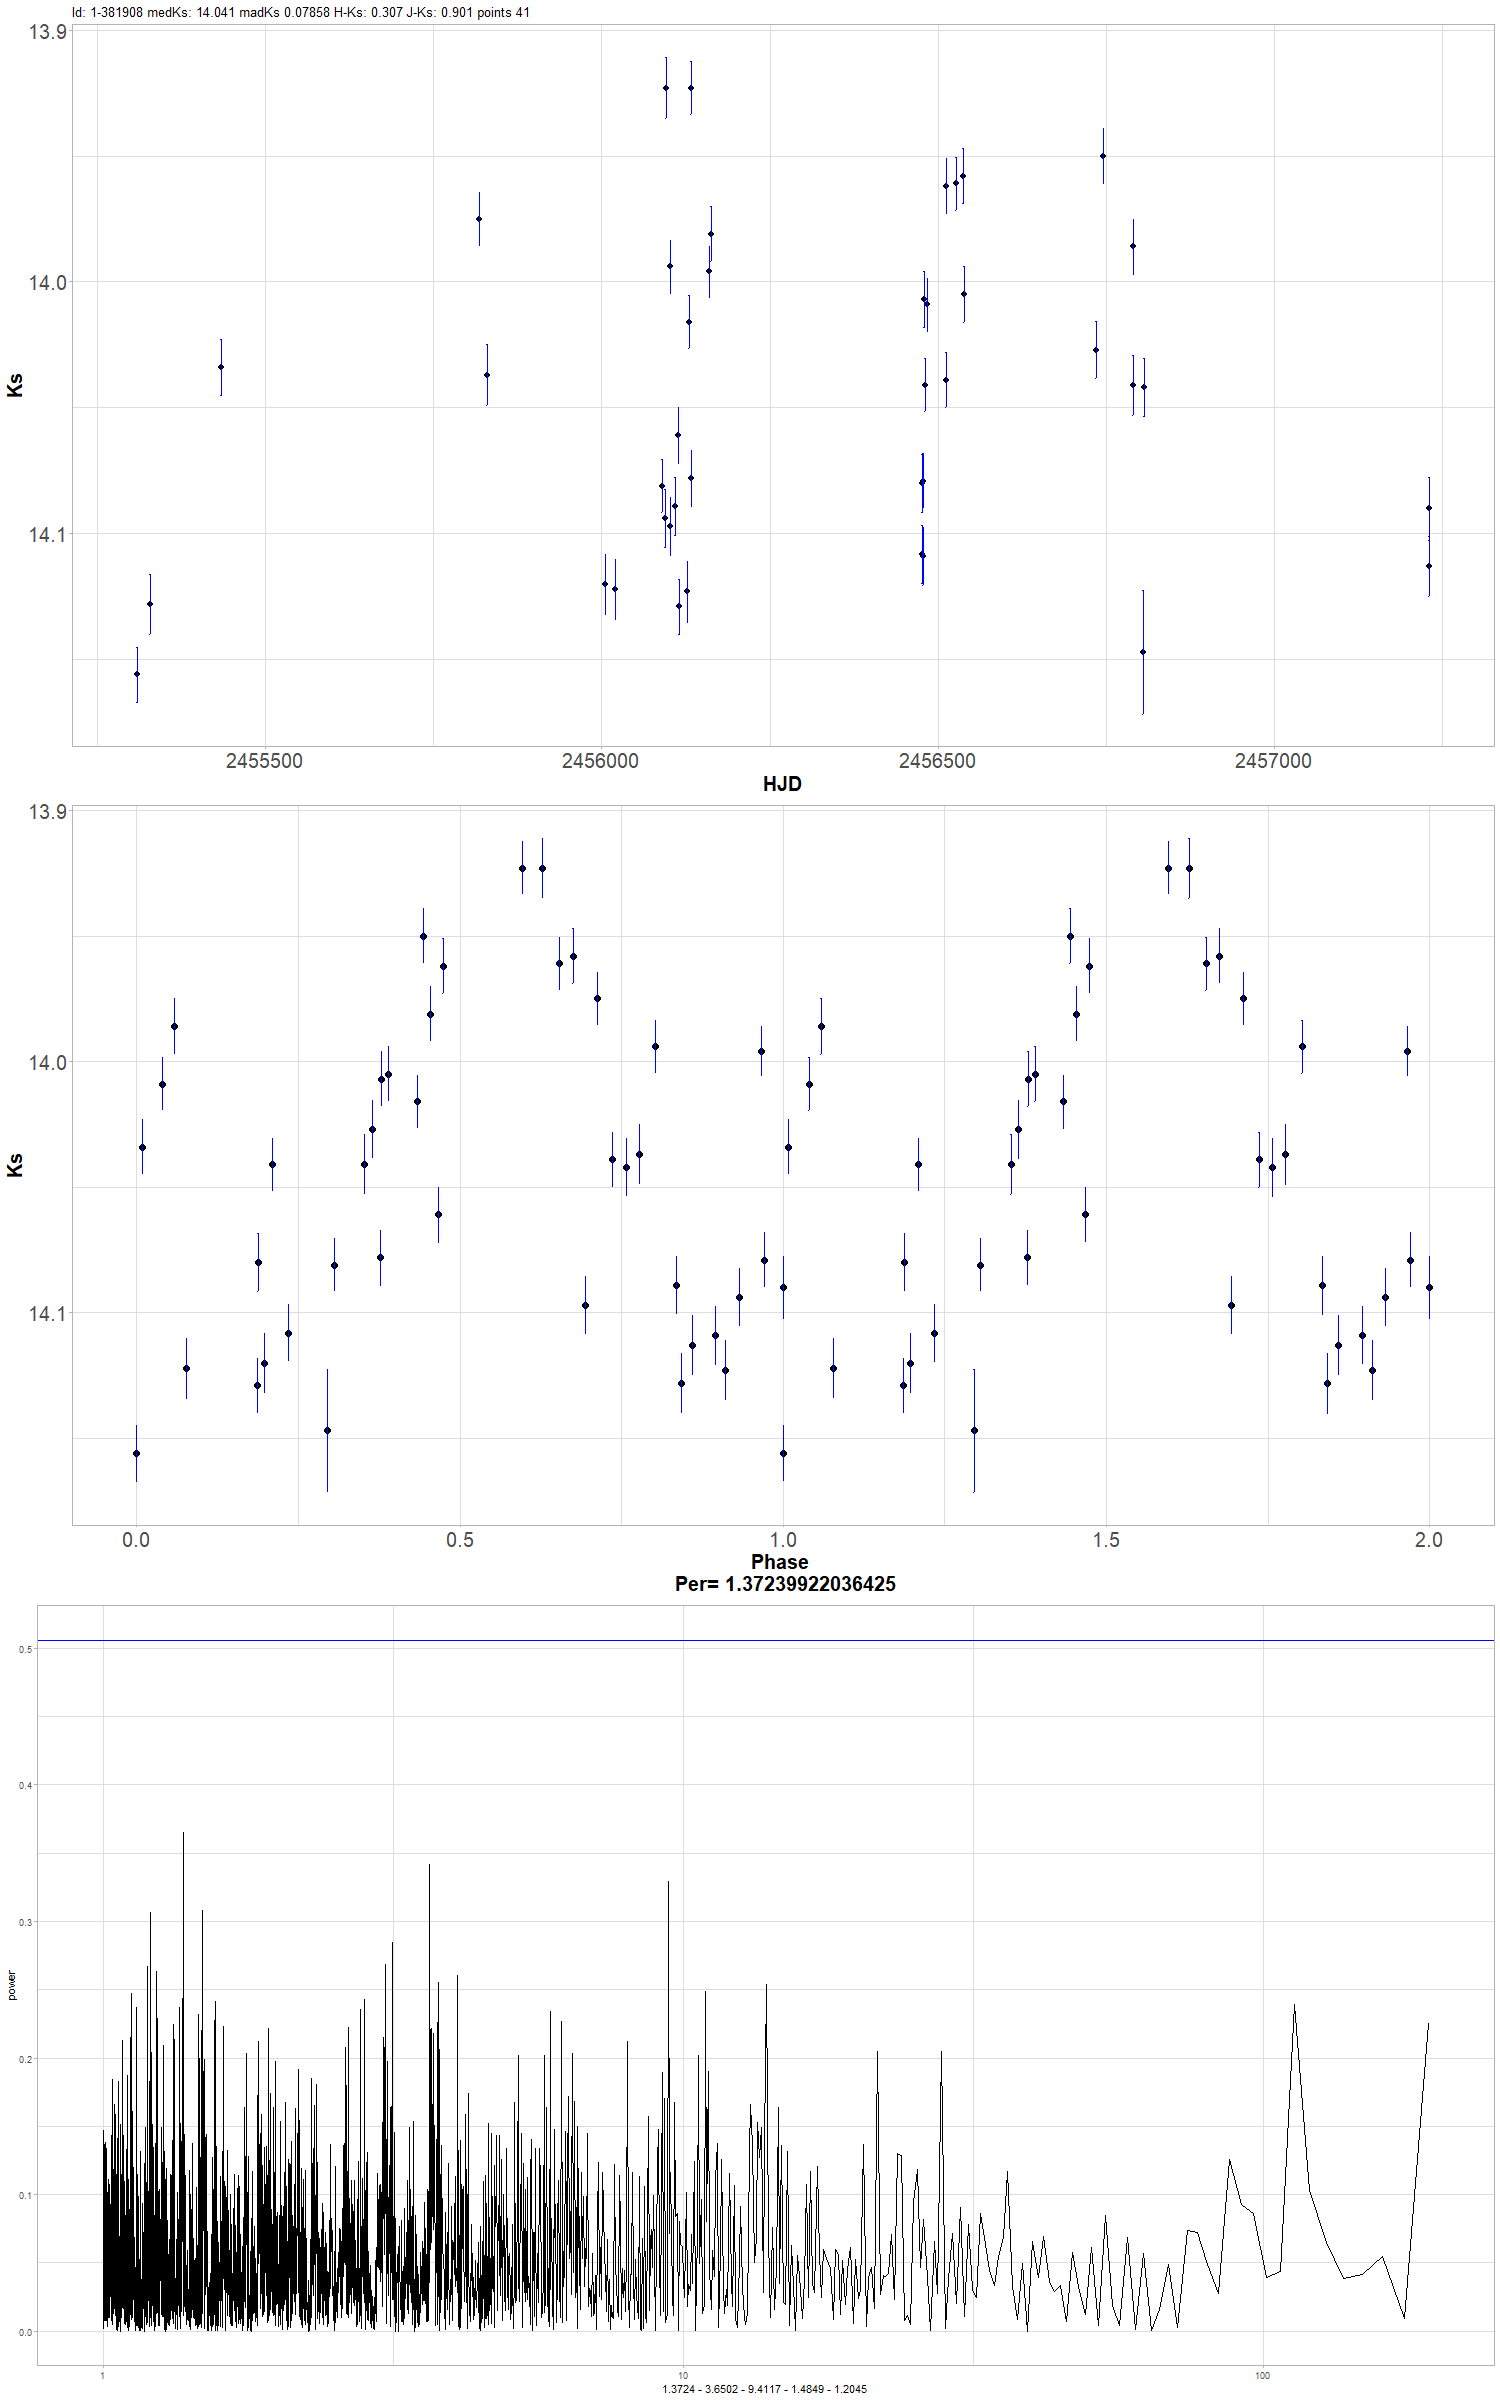 Id: 1-381908 medKs: 14.041 madKs 0.07858 H-Ks: 0.307 J-Ks: 0.901 points 41
13.9
14.0
14.1
Ks
2455500 2456000 2456500 2457000
HJD
13.9
14.0
14.1
Ks
0.0 0.5 1.0 1.5 2.0
Phase
Per= 1.37239922036425
0.5
0.4
0.3
0.2
0.1
0.0
power
1 10 100
1.3724 - 3.6502 - 9.4117 - 1.4849 - 1.2045